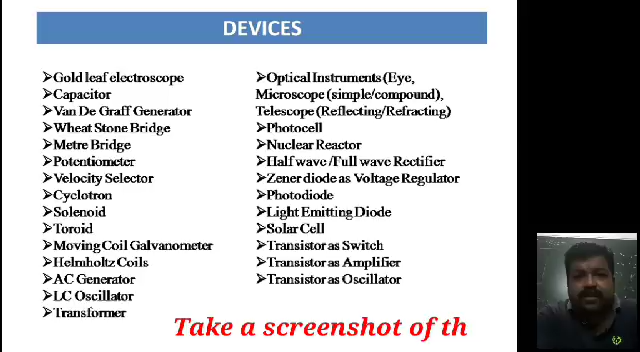 DEVICES
➢Gold leaf electroscope
➢Capacitor
➢Van De Graff Generator
➢Wheat Stone Bridge
➢Metre Bridge
➢Potentiometer
➢Velocity Selector
➢Cyclotron
➢Solenoid
➢Toroid
➢Moving Coil Galvanometer
➢Helmholtz Coils
➢AC Generator
➢LC Oscillator
➢Transformer
➢Optical Instruments (Eye,
Microscope (simple/compound),
Telescope (Reflecting/Refracting)
➢Photocell
➢Nuclear Reactor
➢Half wave /Full wave Rectifier
➢Zener diode as Voltage Regulator
➢Photodiode
➢Light Emitting Diode
➢Solar Cell
➢Transistor as Switch
➢Transistor as Amplifier
➢Transistor as Oscillator
Take a screenshot of th